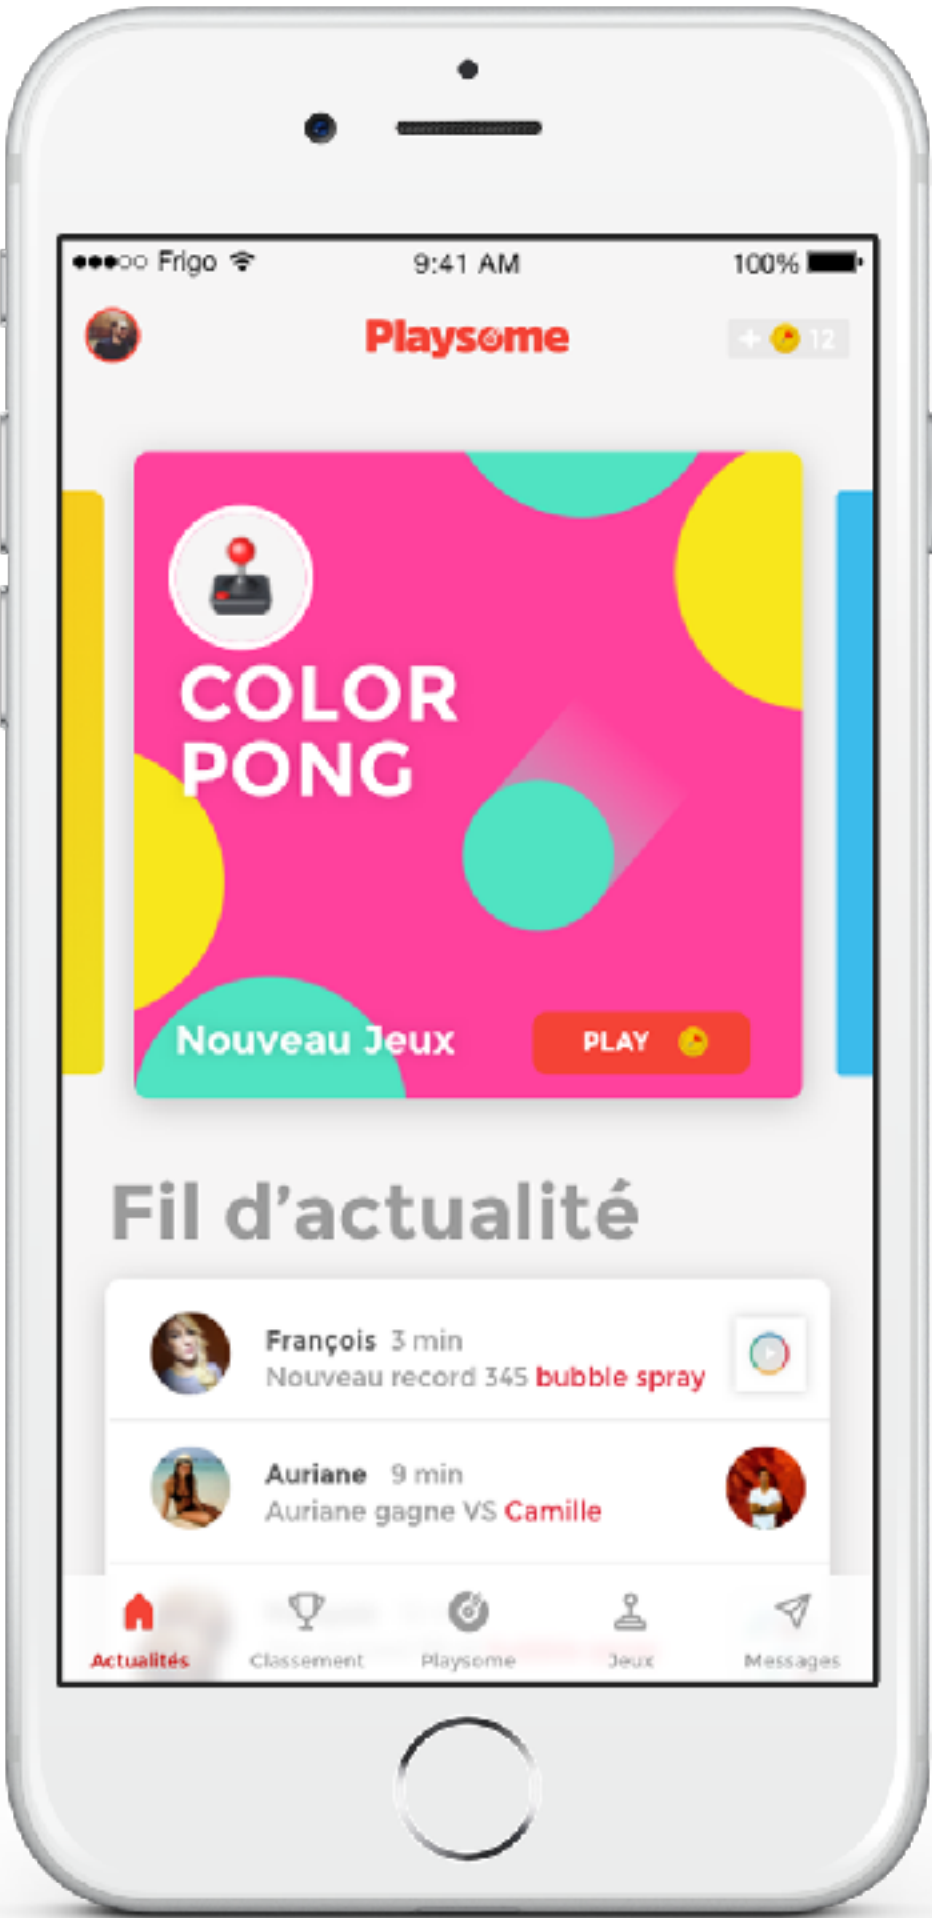 Frigo 9:41 AM 100%
Playsome + 12
COLOR
PONG
Nouveau Jeux PLAY
Fil d’actualité
François 3 min
Nouveau record 345 bubble spray
Auriane 9 min
Auriane gagne VS Camille
Actualités Classement Playsome Jeux Messages